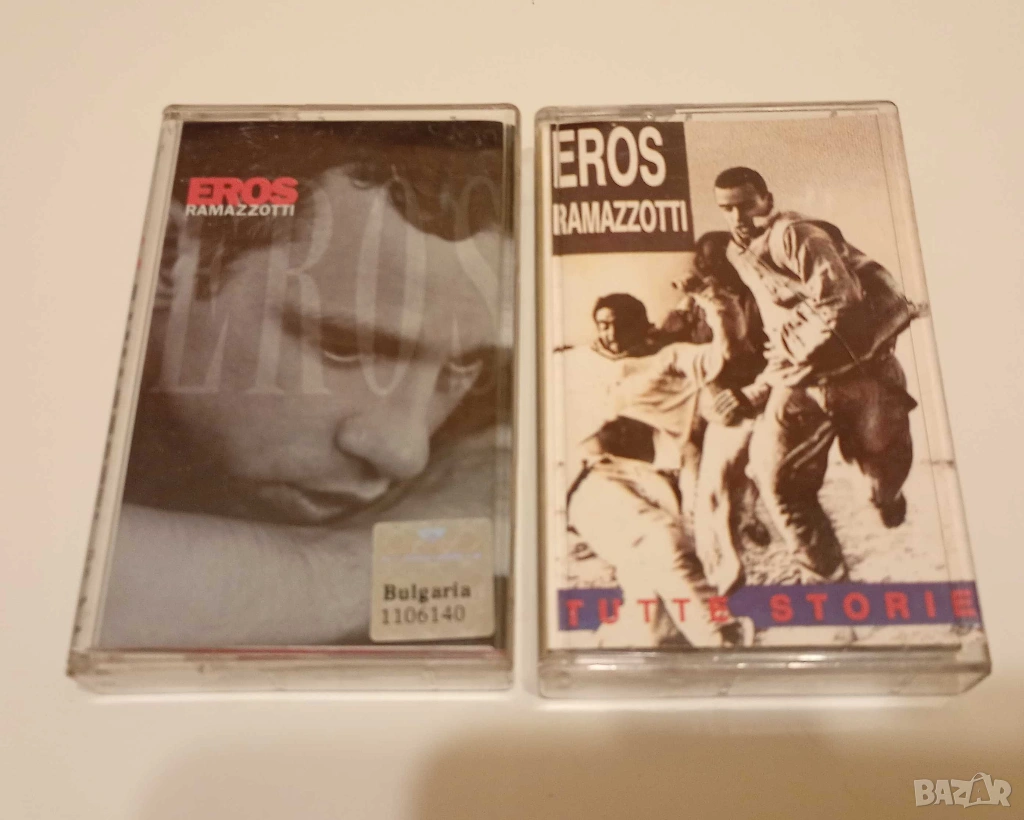 EROS
RAMAZZOTTI
EROS
Bulgaria
1106140
EROS
RAMAZZOTTI
TUTTE STORIE
BAZAR